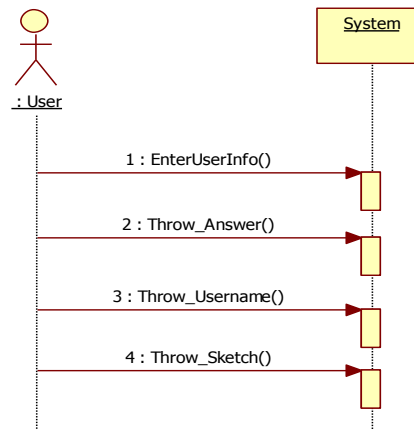 System
: User
1 : EnterUserInfo()
2 : Throw_Answer()
3 : Throw_Username()
4 : Throw_Sketch()